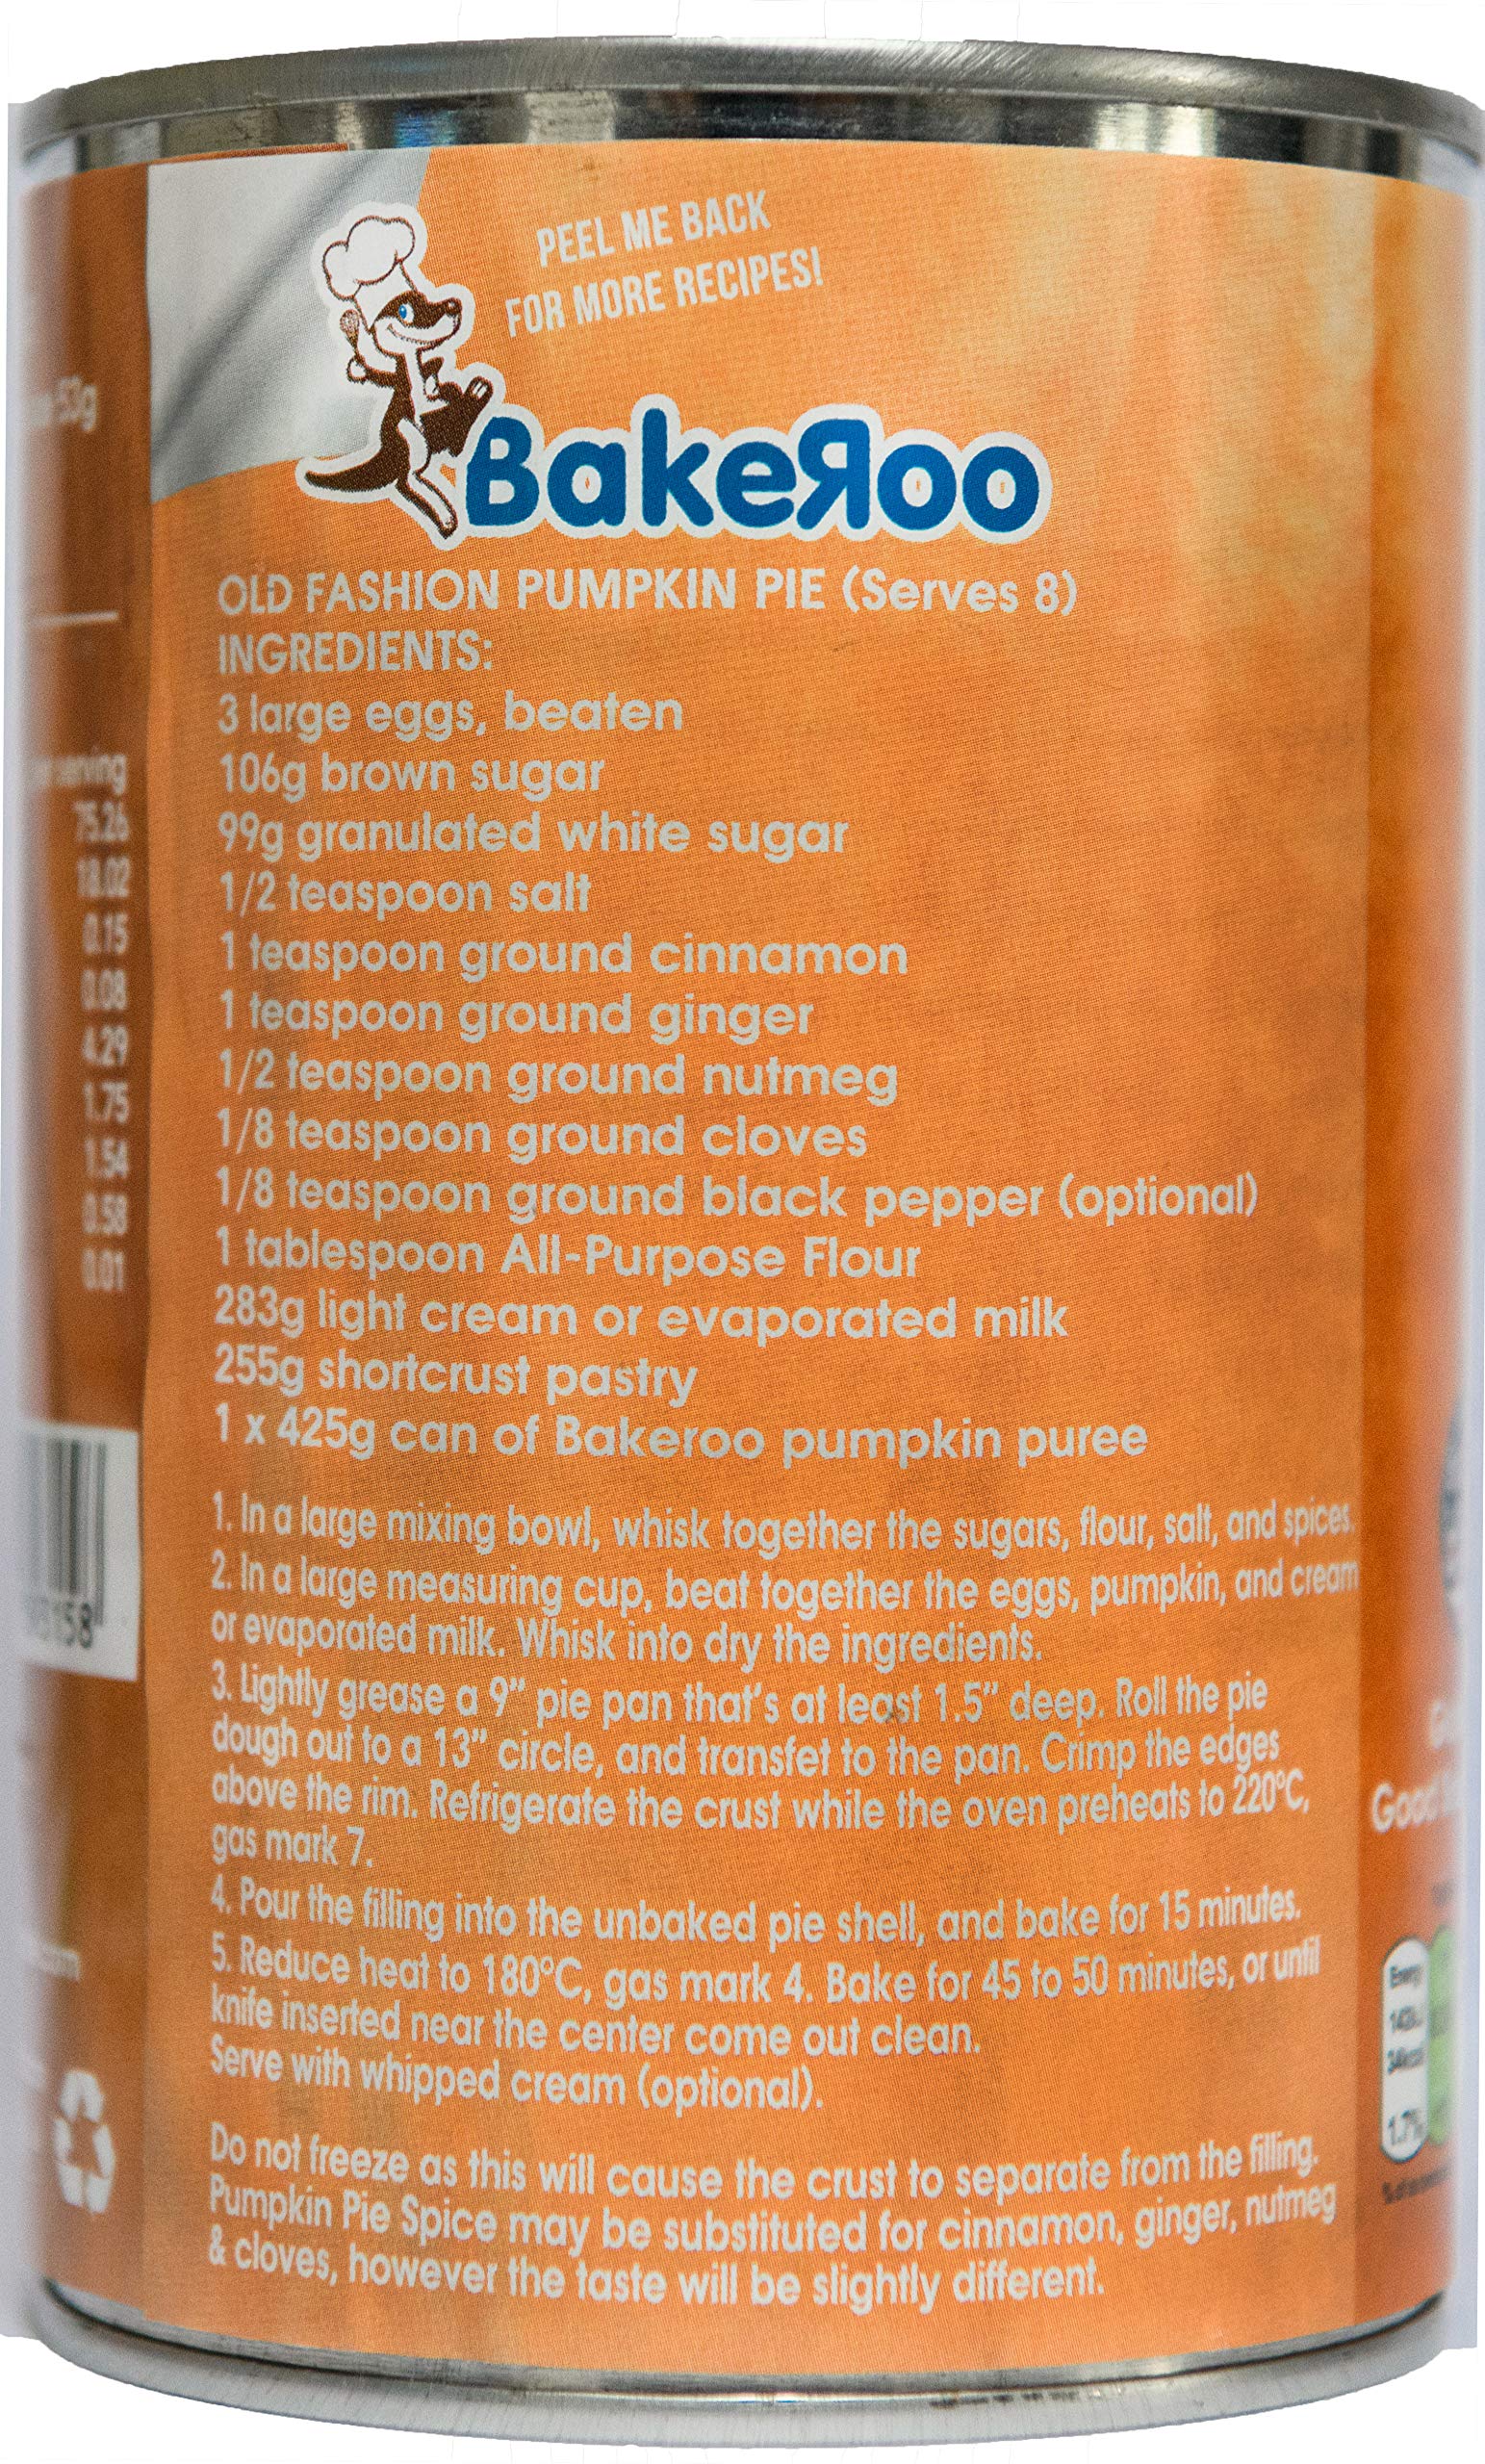 PEEL ME BACK
FOR MORE RECIPES!
BakeRoo
OLD FASHION PUMPKIN PIE (Serves 8)
INGREDIENTS:
3 large eggs, beaten
106g brown sugar
99g granulated white sugar
1/2 teaspoon salt
1 teaspoon ground cinnamon
1 teaspoon ground ginger
1/2 teaspoon ground nutmeg
1/8 teaspoon ground cloves
1/8 teaspoon ground black pepper (optional)
1 tablespoon All-Purpose Flour
283g light cream or evaporated milk
255g shortcrust pastry
1 x 425g can of Bakeroo pumpkin puree
1. In a large mixing bowl, whisk together the sugars, flour, salt, and spices.
2. In a large measuring cup, beat together the eggs, pumpkin, and cream
or evaporated milk. Whisk into dry the ingredients.
3. Lightly grease a 9" pie pan that's at least 1.5" deep. Roll the pie
dough out to a 13" circle, and transfet to the pan. Crimp the edges
above the rim. Refrigerate the crust while the oven preheats to 220°C,
gas mark 7.
4. Pour the filling into the unbaked pie shell, and bake for 15 minutes.
5. Reduce heat to 180°C, gas mark 4. Bake for 45 to 50 minutes, or until
knife inserted near the center come out clean.
Serve with whipped cream (optional).
Do not freeze as this will cause the crust to separate from the filling.
Pumpkin Pie Spice may be substituted for cinnamon, ginger, nutmeg
& cloves, however the taste will be slightly different.
53g
serving
75.26
18.02
0.15
0.08
4.29
1.75
1.54
0.58
0.01
Good
Energy
1.7%